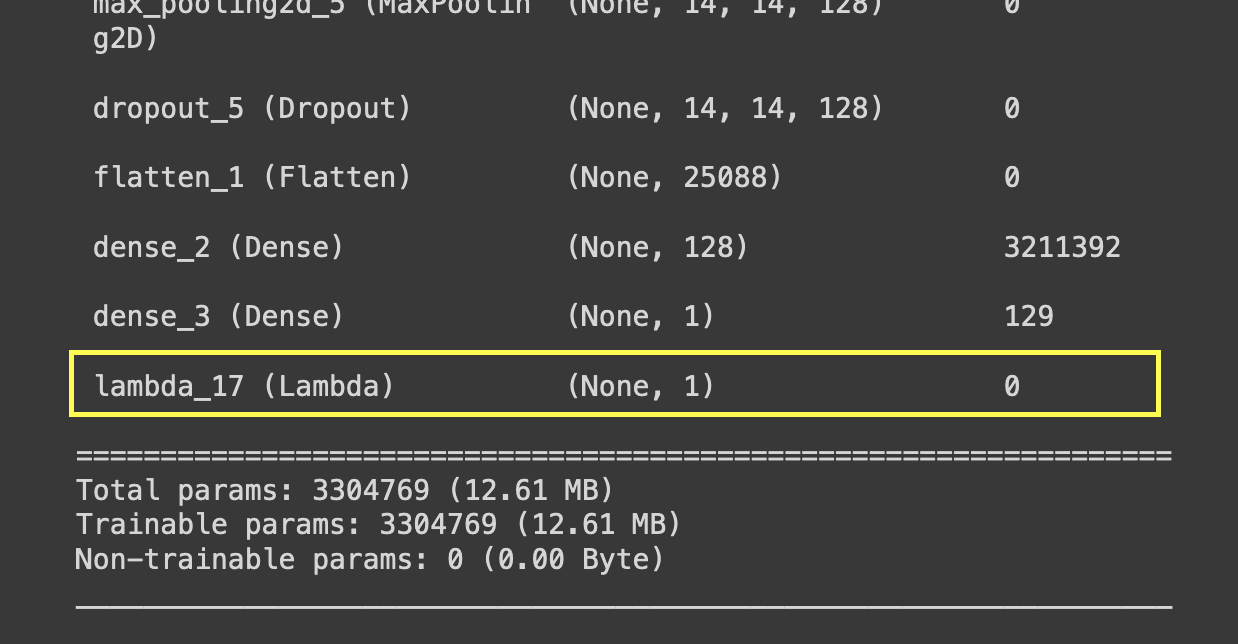 max_pooling2d_5 (MaxPoolin (None, 14, 14, 128) 0
g2D)
dropout_5 (Dropout) (None, 14, 14, 128) 0
flatten_1 (Flatten) (None, 25088) 0
dense_2 (Dense) (None, 128) 3211392
dense_3 (Dense) (None, 1) 129
lambda_17 (Lambda) (None, 1) 0
=================================================================
Total params: 3304769 (12.61 MB)
Trainable params: 3304769 (12.61 MB)
Non-trainable params: 0 (0.00 Byte)
_________________________________________________________________